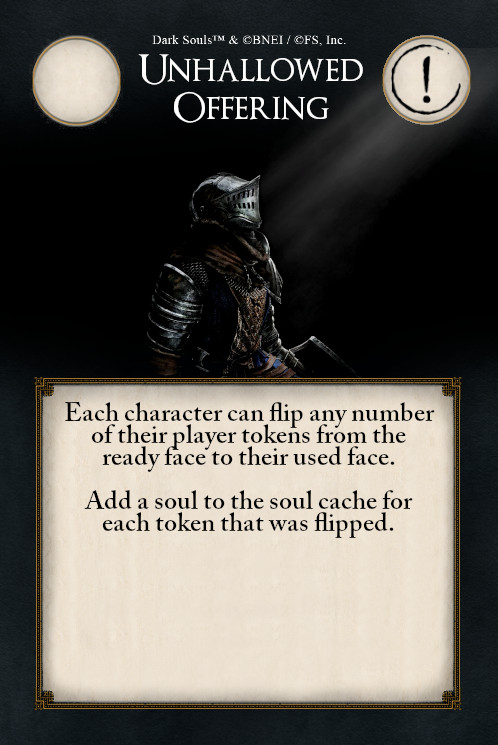 Dark Souls™ & ©BNEI / ©FS, Inc.
Unhallowed
Offering
!
Each character can flip any number
of their player tokens from the
ready face to their used face.
Add a soul to the soul cache for
each token that was flipped.